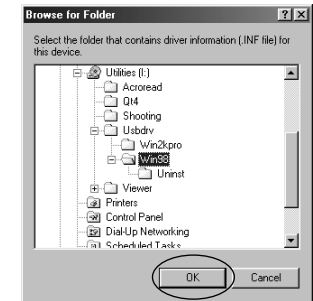 Browse for Folder
Select the folder that contains driver information (.INF file) for
this device.
Utilities (I:)
Acroread
Qt4
Shooting
Usbdrv
Win2kpro
Win98
Uninst
Viewer
Printers
Control Panel
Dial-Up Networking
Scheduled Tasks
OK
Cancel